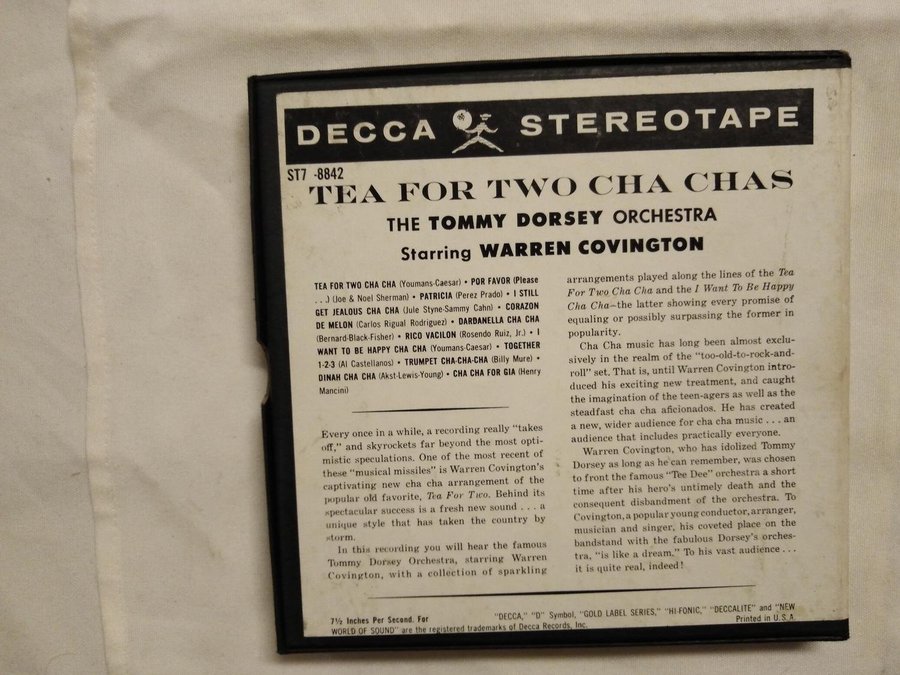 DECCA STEREOTAPE
ST7 -8842
TEA FOR TWO CHA CHAS
THE TOMMY DORSEY ORCHESTRA
Starring WARREN COVINGTON
TEA FOR TWO CHA CHA (Youmans-Caesar) • POR FAVOR (Please
. . .) (Joe & Noel Sherman) • PATRICIA (Perez Prado) • I STILL
GET JEALOUS CHA CHA (Jule Styne-Sammy Cahn) • CORAZON
DE MELON (Carlos Rigual Rodriguez) • DARDANELLA CHA CHA
(Bernard-Black-Fisher) • RICO VACILON (Rosendo Ruiz, Jr.) • I
WANT TO BE HAPPY CHA CHA (Youmans-Caesar) • TOGETHER
1-2-3 (Al Castellanos) • TRUMPET CHA-CHA-CHA (Billy Mure) •
DINAH CHA CHA (Akst-Lewis-Young) • CHA CHA FOR GIA (Henry
Mancini)
Every once in a while, a recording really "takes
off," and skyrockets far beyond the most opti-
mistic speculations. One of the most recent of
these "musical missiles" is Warren Covington's
captivating new cha cha arrangement of the
popular old favorite, Tea For Two. Behind its
spectacular success is a fresh new sound . . . a
unique style that has taken the country by
storm.
In this recording you will hear the famous
Tommy Dorsey Orchestra, starring Warren
Covington, with a collection of sparkling
arrangements played along the lines of the Tea
For Two Cha Cha and the I Want To Be Happy
Cha Cha—the latter showing every promise of
equaling or possibly surpassing the former in
popularity.
Cha Cha music has long been almost exclu-
sively in the realm of the "too-old-to-rock-and-
roll" set. That is, until Warren Covington intro-
duced his exciting new treatment, and caught
the imagination of the teen-agers as well as the
steadfast cha cha aficionados. He has created
a new, wider audience for cha cha music . . . an
audience that includes practically everyone.
Warren Covington, who has idolized Tommy
Dorsey as long as he can remember, was chosen
to front the famous "Tee Dee" orchestra a short
time after his hero's untimely death and the
consequent disbandment of the orchestra. To
Covington, a popular young conductor, arranger,
musician and singer, his coveted place on the
bandstand with the fabulous Dorsey's orches-
tra, "is like a dream." To his vast audience . . .
it is quite real, indeed!
7½ Inches Per Second. For "DECCA," "D" Symbol, "GOLD LABEL SERIES," "HI-FONIC," "DECCALITE" and "NEW
WORLD OF SOUND" are the registered trademarks of Decca Records, Inc. Printed in U.S.A.